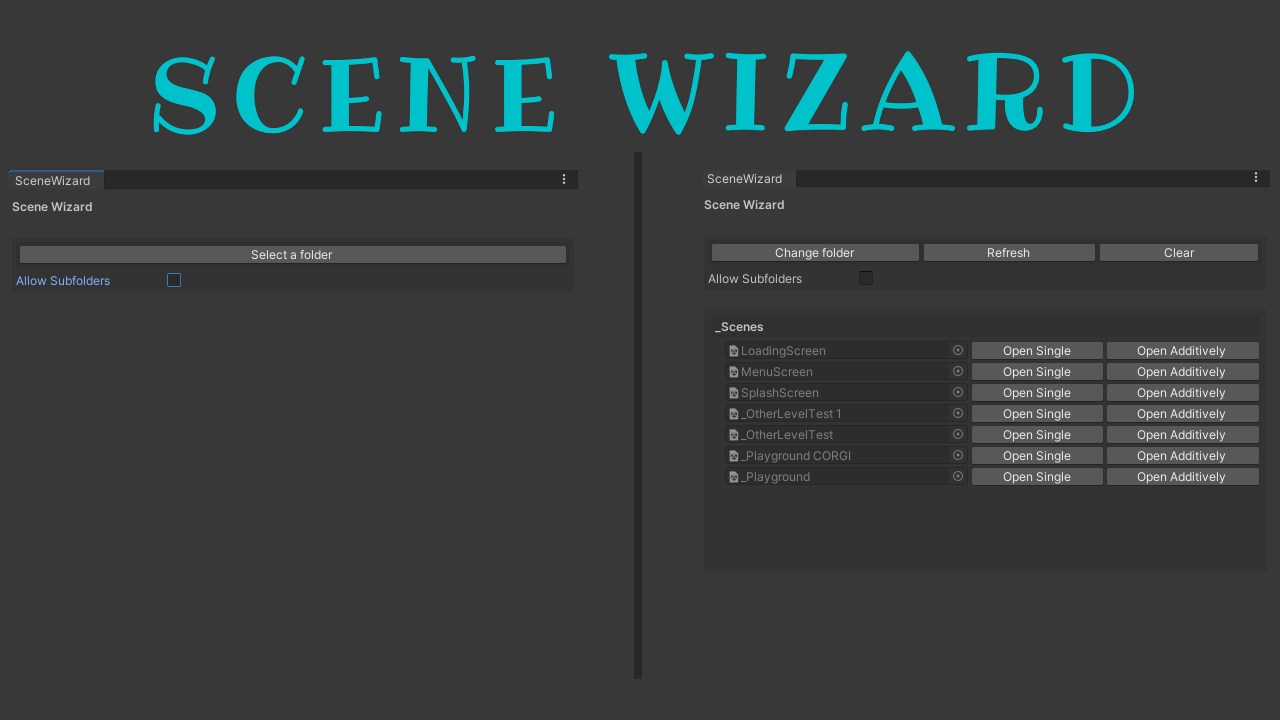 SCENE WIZARD
SceneWizard
Scene Wizard
Select a folder
Allow Subfolders
SceneWizard
Scene Wizard
Change folder Refresh Clear
Allow Subfolders
_Scenes
LoadingScreen Open Single Open Additively
MenuScreen Open Single Open Additively
SplashScreen Open Single Open Additively
_OtherLevelTest 1 Open Single Open Additively
_OtherLevelTest Open Single Open Additively
_Playground CORGI Open Single Open Additively
_Playground Open Single Open Additively